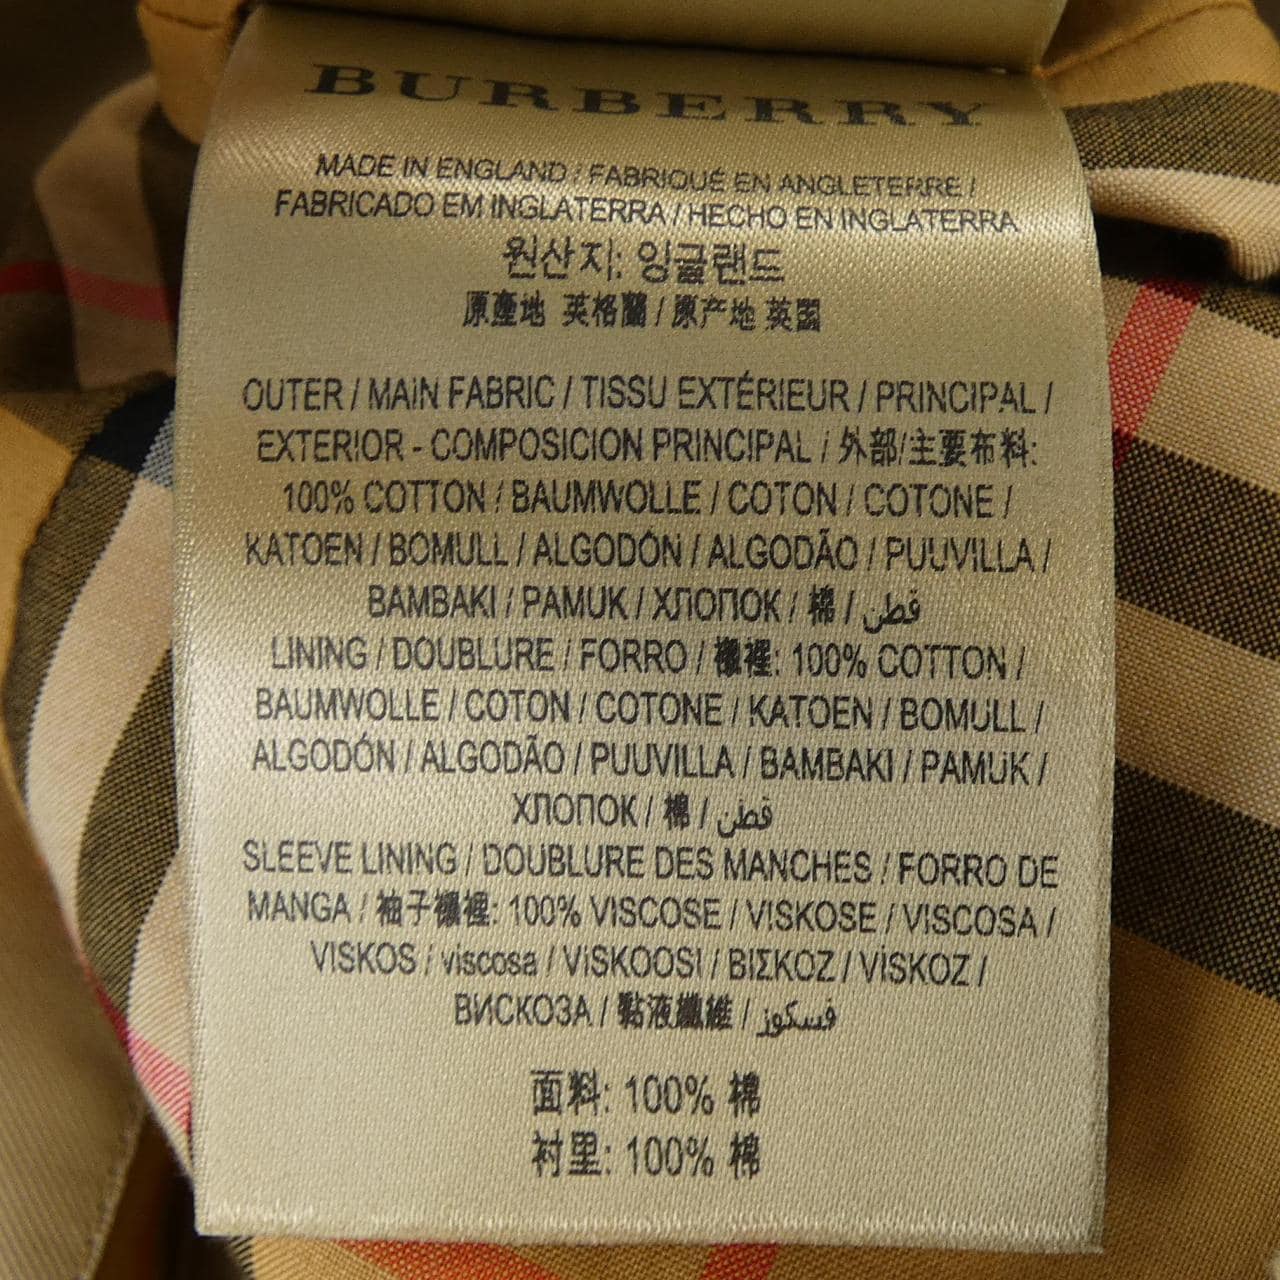 BURBERRY
MADE IN ENGLAND / FABRIQUÉ EN ANGLETERRE /
FABRICADO EM INGLATERRA / HECHO EN INGLATERRA
원산지: 잉글랜드
原產地 英格蘭 / 原产地 英国
OUTER / MAIN FABRIC / TISSU EXTÉRIEUR / PRINCIPAL /
EXTERIOR - COMPOSICION PRINCIPAL / 外部/主要布料:
100% COTTON / BAUMWOLLE / COTON / COTONE /
KATOEN / BOMULL / ALGODÓN / ALGODÃO / PUUVILLA /
BAMBAKI / PAMUK / ХЛОПОК / 棉 / قطن
LINING / DOUBLURE / FORRO / 襯裡: 100% COTTON /
BAUMWOLLE / COTON / COTONE / KATOEN / BOMULL /
ALGODÓN / ALGODÃO / PUUVILLA / BAMBAKI / PAMUK /
ХЛОПОК / 棉 / قطن
SLEEVE LINING / DOUBLURE DES MANCHES / FORRO DE
MANGA / 袖子襯裡: 100% VISCOSE / VISKOSE / VISCOSA /
VISKOS / viscosa / VISKOOSI / ΒΙΣΚΟΖ / VİSKOZ /
ВИСКОЗА / 黏液纖維 / فسكوز
面料: 100% 棉
衬里: 100% 棉